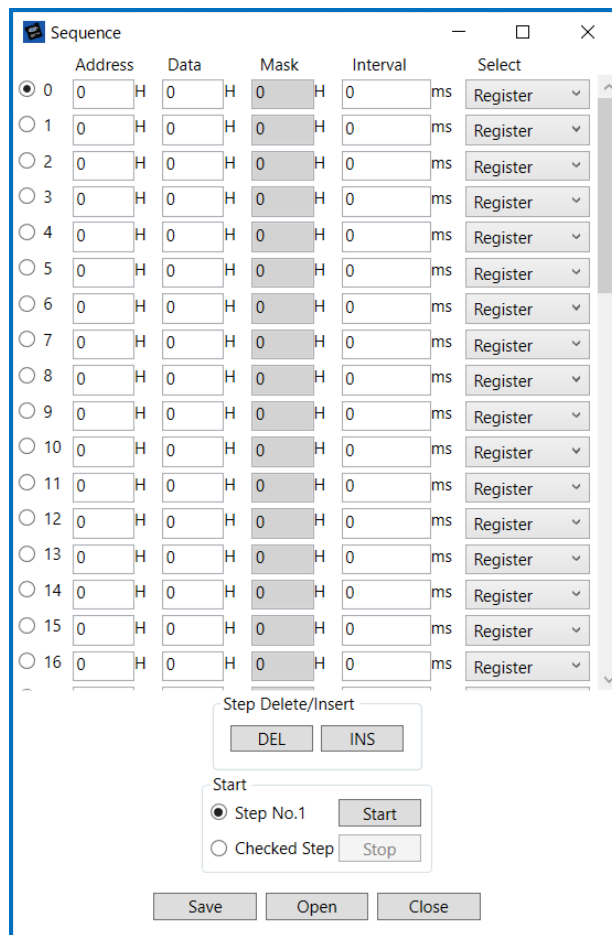 Sequence
Address Data Mask Interval Select
0 0 H 0 H 0 H 0 ms Register
1 0 H 0 H 0 H 0 ms Register
2 0 H 0 H 0 H 0 ms Register
3 0 H 0 H 0 H 0 ms Register
4 0 H 0 H 0 H 0 ms Register
5 0 H 0 H 0 H 0 ms Register
6 0 H 0 H 0 H 0 ms Register
7 0 H 0 H 0 H 0 ms Register
8 0 H 0 H 0 H 0 ms Register
9 0 H 0 H 0 H 0 ms Register
10 0 H 0 H 0 H 0 ms Register
11 0 H 0 H 0 H 0 ms Register
12 0 H 0 H 0 H 0 ms Register
13 0 H 0 H 0 H 0 ms Register
14 0 H 0 H 0 H 0 ms Register
15 0 H 0 H 0 H 0 ms Register
16 0 H 0 H 0 H 0 ms Register
Step Delete/Insert
DEL INS
Start
Step No.1 Start
Checked Step Stop
Save Open Close